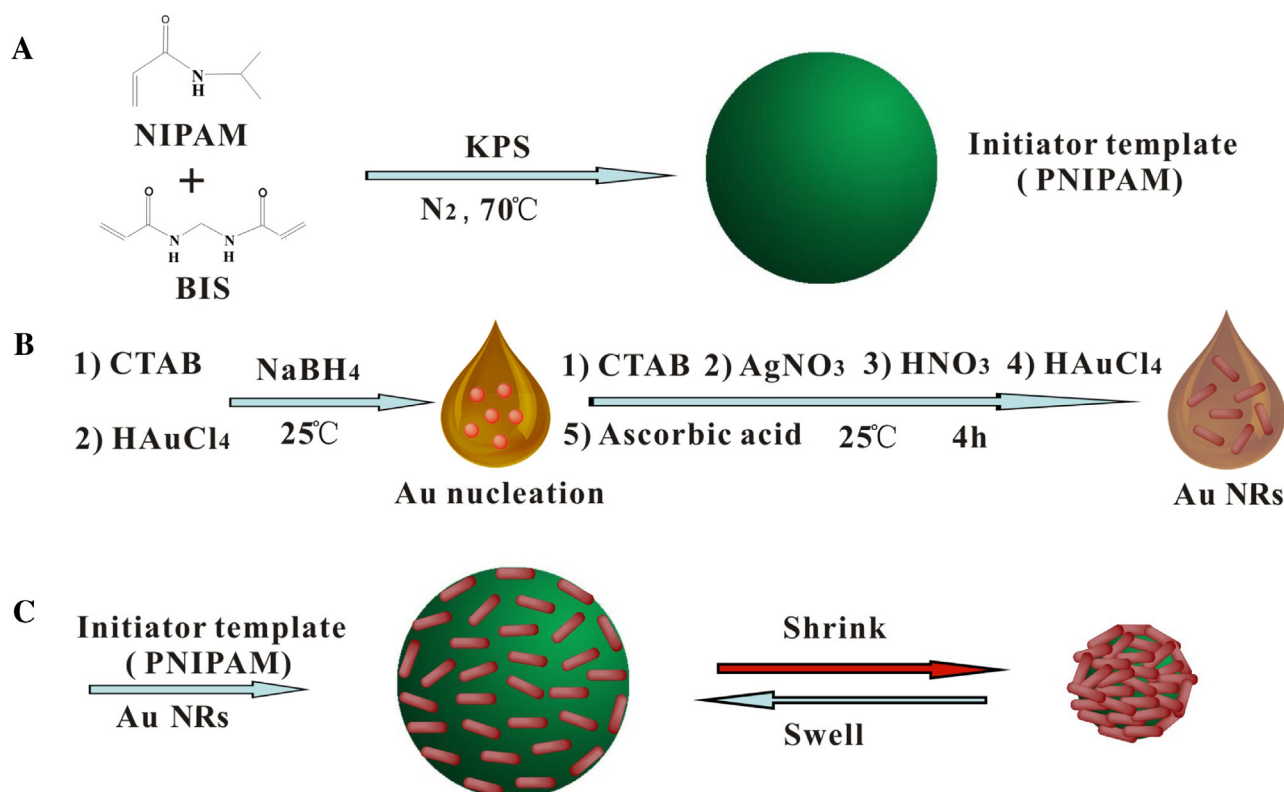 A
O
N
H
NIPAM
+
O
O
N
N
H
H
BIS
KPS
N2 , 70℃
Initiator template
( PNIPAM)
B
1) CTAB
2) HAuCl4
NaBH4
25℃
Au nucleation
1) CTAB 2) AgNO3 3) HNO3 4) HAuCl4
5) Ascorbic acid 25℃ 4h
Au NRs
C
Initiator template
( PNIPAM)
Au NRs
Shrink
Swell